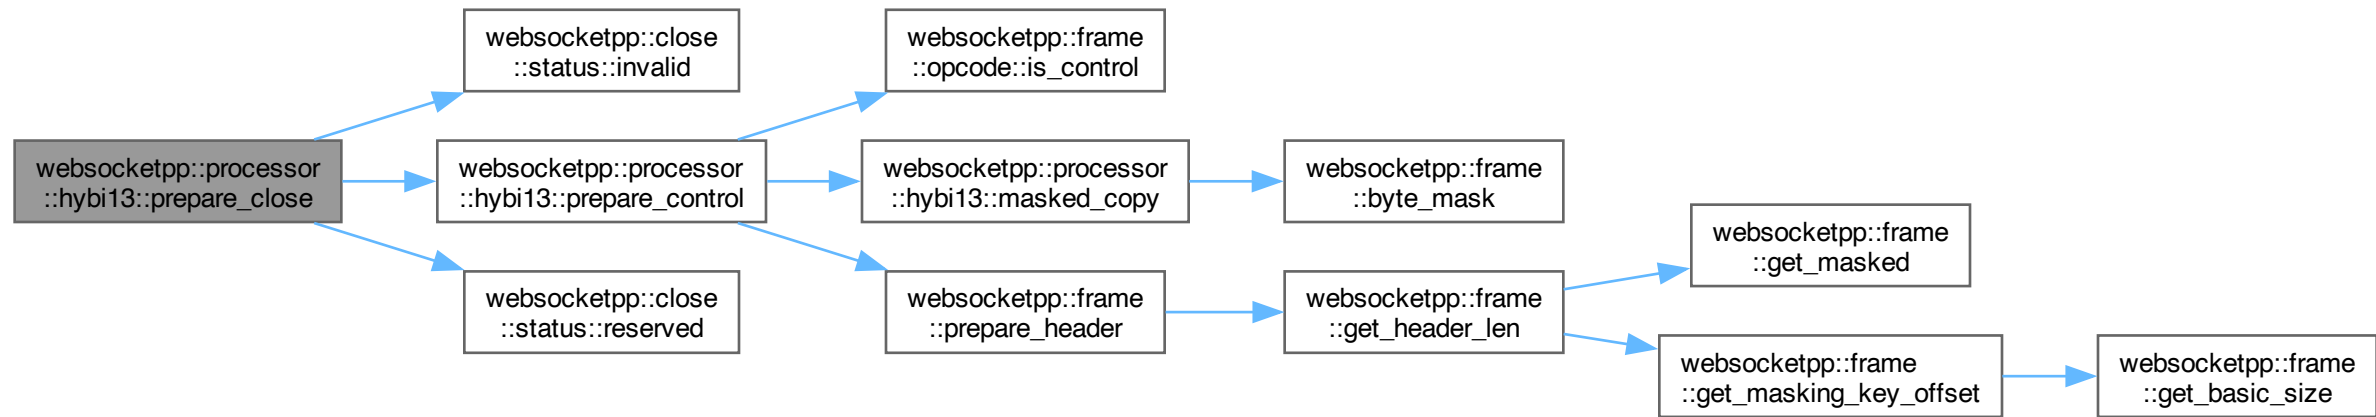 websocketpp::processor
::hybi13::prepare_close
websocketpp::close
::status::invalid
websocketpp::processor
::hybi13::prepare_control
websocketpp::close
::status::reserved
websocketpp::frame
::opcode::is_control
websocketpp::processor
::hybi13::masked_copy
websocketpp::frame
::prepare_header
websocketpp::frame
::byte_mask
websocketpp::frame
::get_header_len
websocketpp::frame
::get_masked
websocketpp::frame
::get_masking_key_offset
websocketpp::frame
::get_basic_size